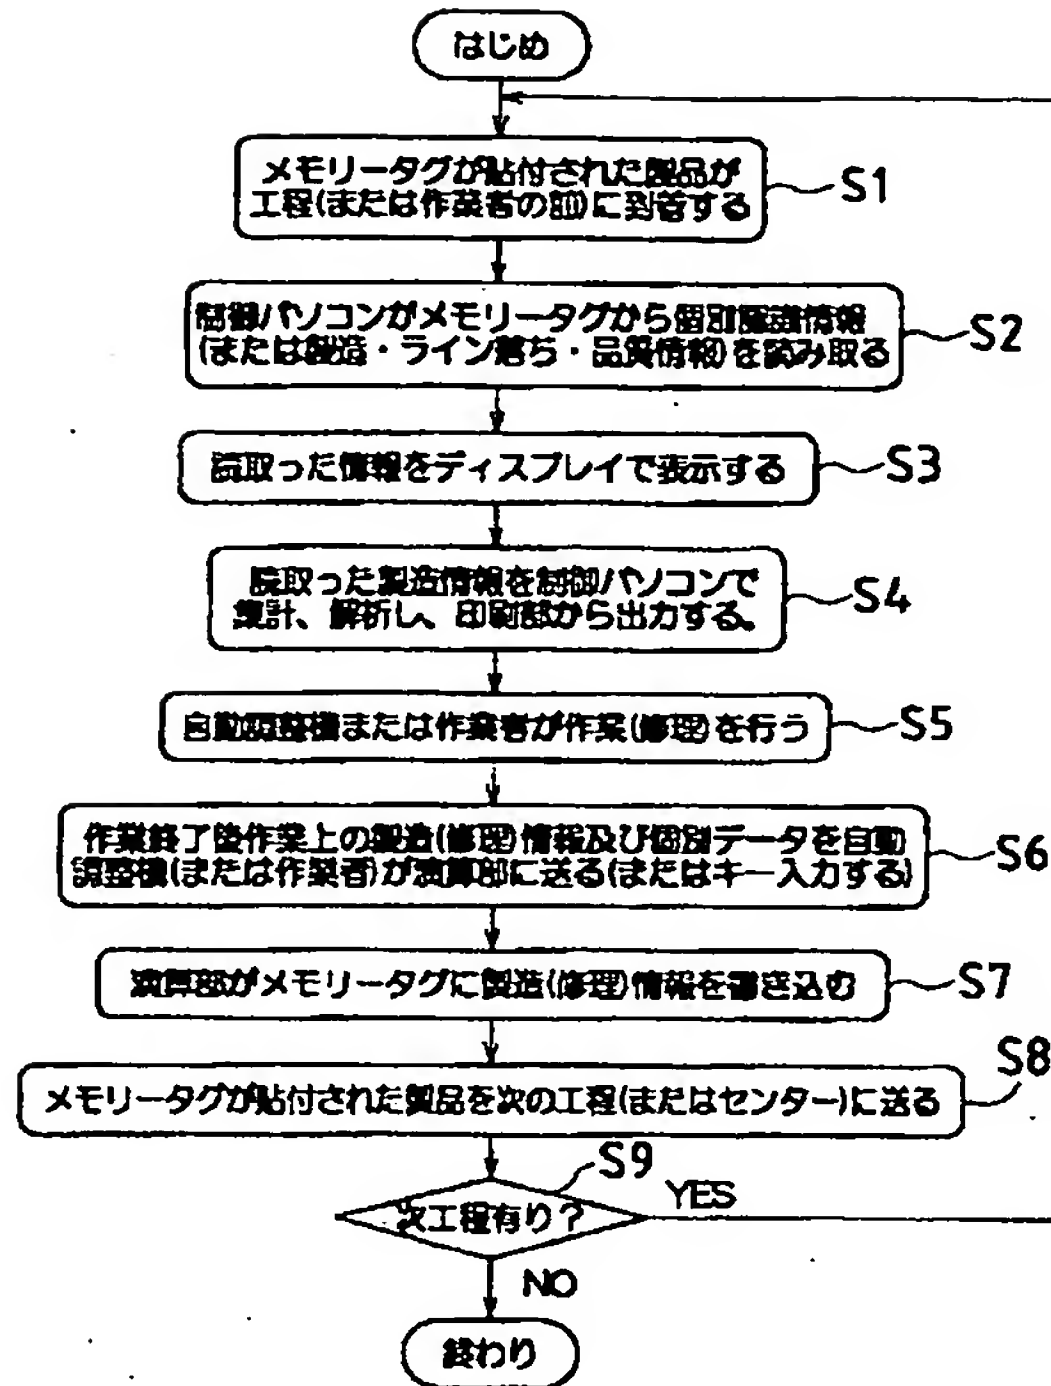 はじめ
メモリータグが貼付された製品が
工程(または作業者の前)に到着する
S1
制御パソコンがメモリータグから個別製造情報
(または製造・ライン落ち・品質情報)を読み取る
S2
読取った情報をディスプレイで表示する
S3
読取った製造情報を制御パソコンで
集計、解析し、印刷部から出力する。
S4
自動調整機または作業者が作業(修理)を行う
S5
作業終了後作業上の製造(修理)情報及び個別データを自動
調整機(または作業者)が演算部に送る(またはキー入力する)
S6
演算部がメモリータグに製造(修理)情報を書き込む
S7
メモリータグが貼付された製品を次の工程(またはセンター)に送る
S8
S9
次工程有り?
YES
NO
終わり